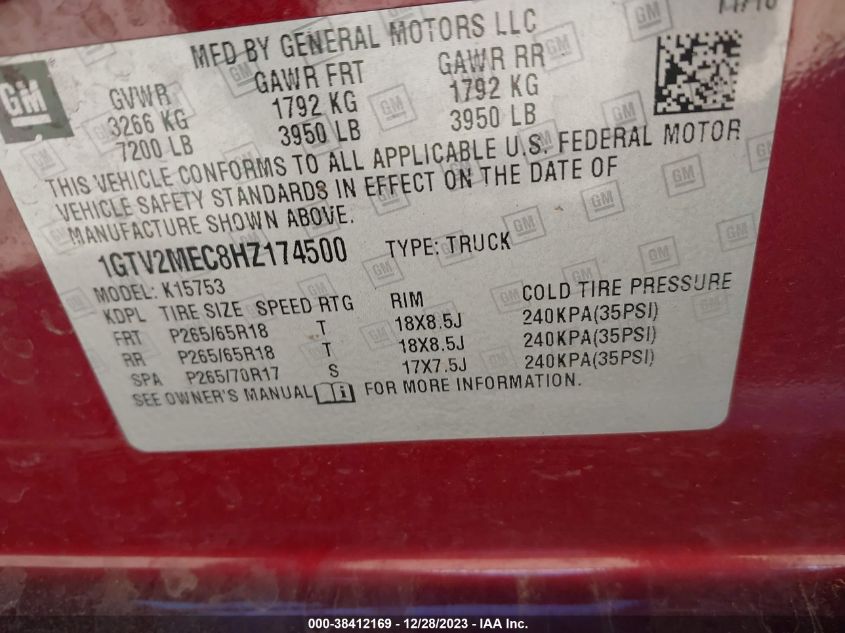 MFD BY GENERAL MOTORS LLC
GM
GVWR GAWR FRT GAWR RR
3266 KG 1792 KG 1792 KG
7200 LB 3950 LB 3950 LB
THIS VEHICLE CONFORMS TO ALL APPLICABLE U.S. FEDERAL MOTOR
VEHICLE SAFETY STANDARDS IN EFFECT ON THE DATE OF
MANUFACTURE SHOWN ABOVE.
1GTV2MEC8HZ174500 TYPE: TRUCK
MODEL: K15753
KDPL TIRE SIZE SPEED RTG RIM COLD TIRE PRESSURE
FRT P265/65R18 T 18X8.5J 240KPA(35PSI)
RR P265/65R18 T 18X8.5J 240KPA(35PSI)
SPA P265/70R17 S 17X7.5J 240KPA(35PSI)
SEE OWNER'S MANUAL FOR MORE INFORMATION.
000-38412169 - 12/28/2023 - IAA Inc.